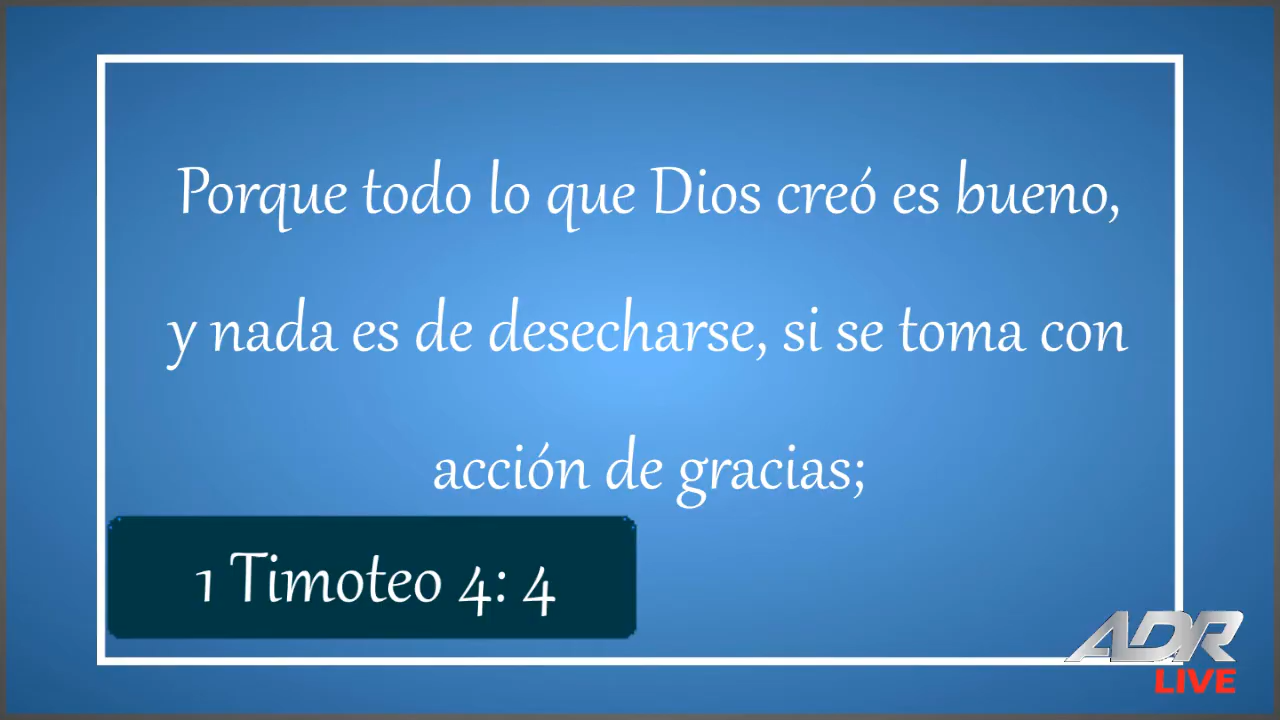 Porque todo lo que Dios creó es bueno,
y nada es de desecharse, si se toma con
acción de gracias;
1 Timoteo 4: 4
ADR
LIVE